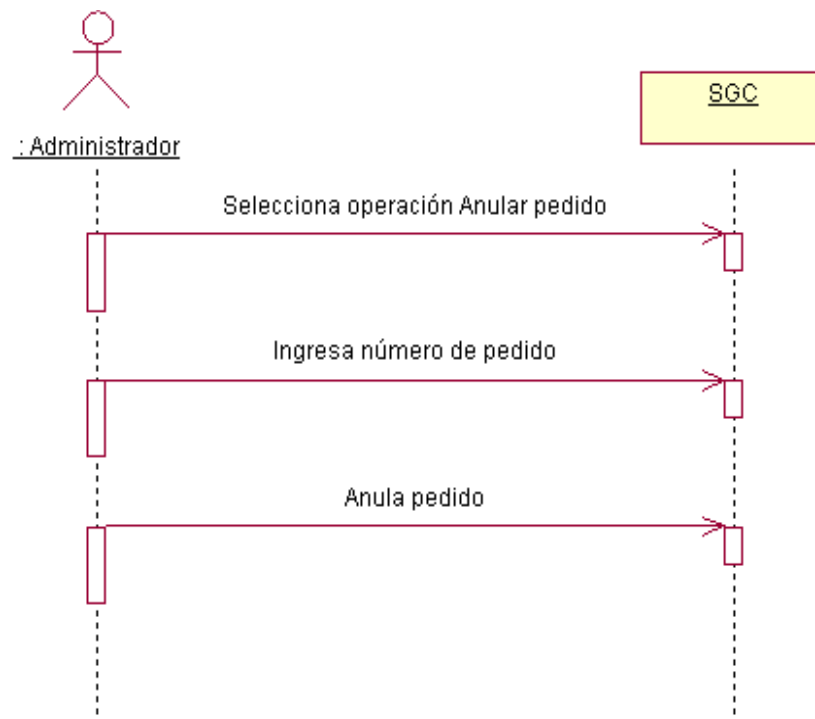 SGC
: Administrador
Selecciona operación Anular pedido
Ingresa número de pedido
Anula pedido